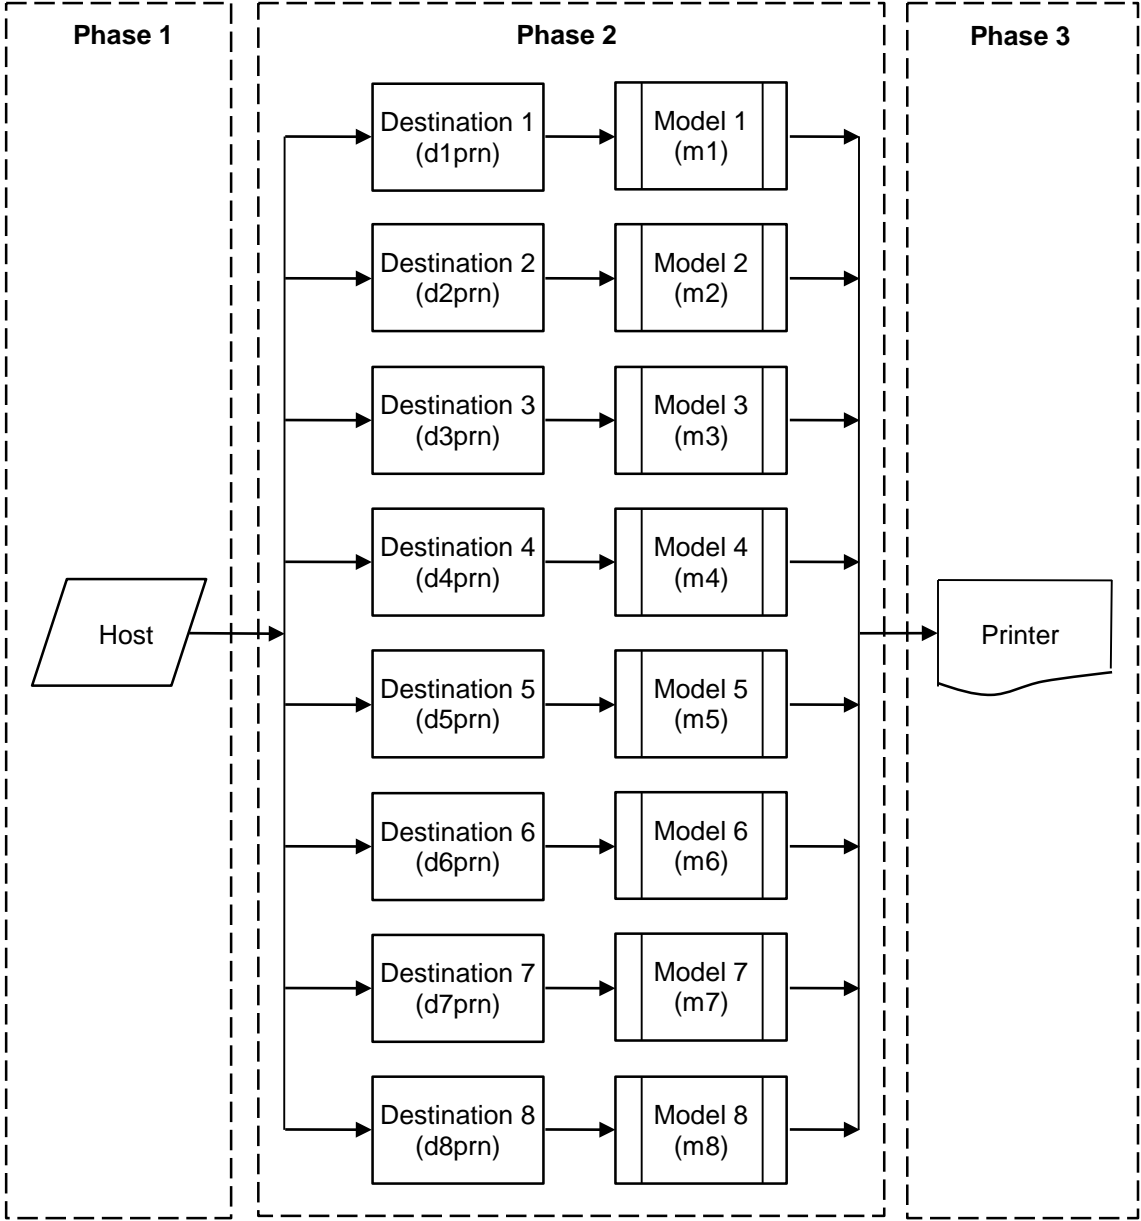 Phase 1
Phase 2
Phase 3
Destination 1
(d1prn)
Model 1
(m1)
Destination 2
(d2prn)
Model 2
(m2)
Destination 3
(d3prn)
Model 3
(m3)
Destination 4
(d4prn)
Model 4
(m4)
Host
Printer
Destination 5
(d5prn)
Model 5
(m5)
Destination 6
(d6prn)
Model 6
(m6)
Destination 7
(d7prn)
Model 7
(m7)
Destination 8
(d8prn)
Model 8
(m8)